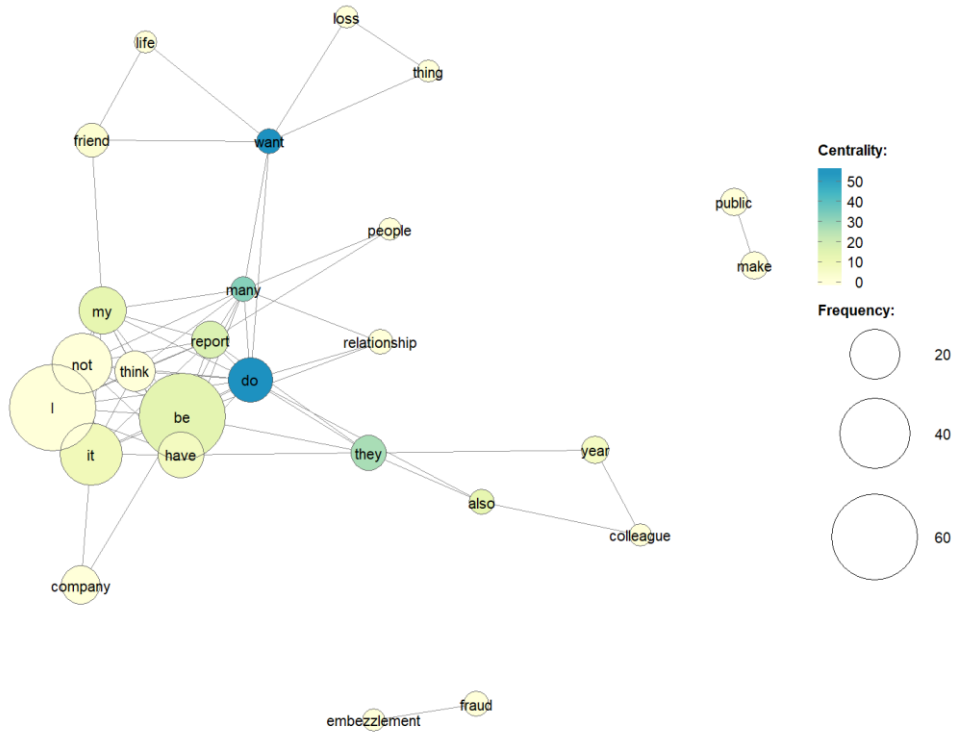 loss
life
thing
friend
want
Centrality:
50
40
30
20
10
0
public
people
make
many
my
Frequency:
report
relationship
not
20
think
do
I
be
40
it
have
they
year
also
colleague
60
company
fraud
embezzlement